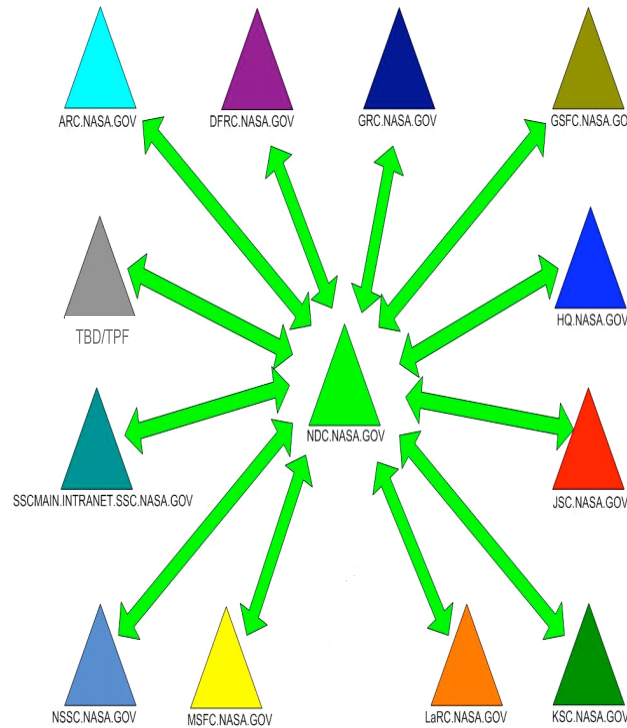 ARC.NASA.GOV
DFRC.NASA.GOV
GRC.NASA.GOV
GSFC.NASA.GO
TBD/TPF
HQ.NASA.GOV
NDC.NASA.GOV
SSCMAIN.INTRANET.SSC.NASA.GOV
JSC.NASA.GOV
NSSC.NASA.GOV
MSFC.NASA.GOV
LaRC.NASA.GOV
KSC.NASA.GOV